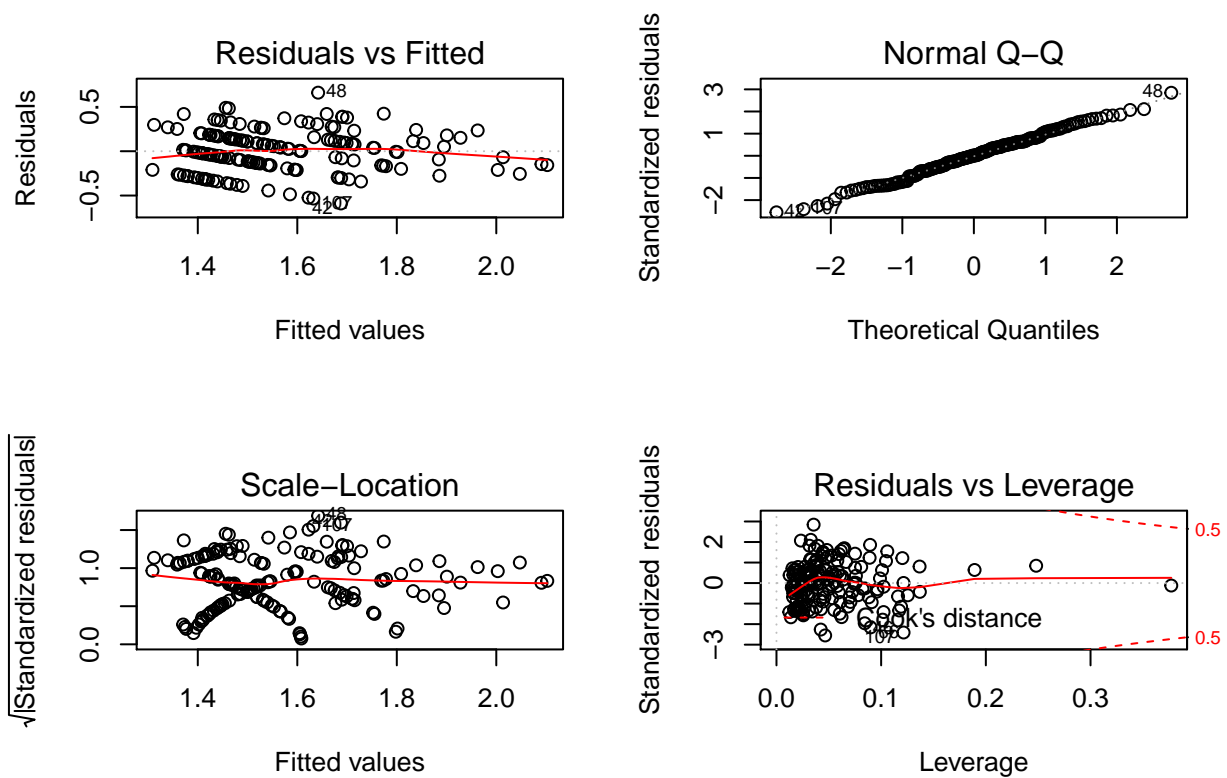 Residuals vs Fitted
Residuals
0.5
−0.5
48
107
42
1.4 1.6 1.8 2.0
Fitted values
Normal Q−Q
Standardized residuals
3
1
−2
48
42
107
−2 −1 0 1 2
Theoretical Quantiles
Scale−Location
√|Standardized residuals|
1.0
0.0
48
42
107
1.4 1.6 1.8 2.0
Fitted values
Residuals vs Leverage
Standardized residuals
2
0
−3
0.5
0.5
Cook's distance
107
0.0 0.1 0.2 0.3
Leverage